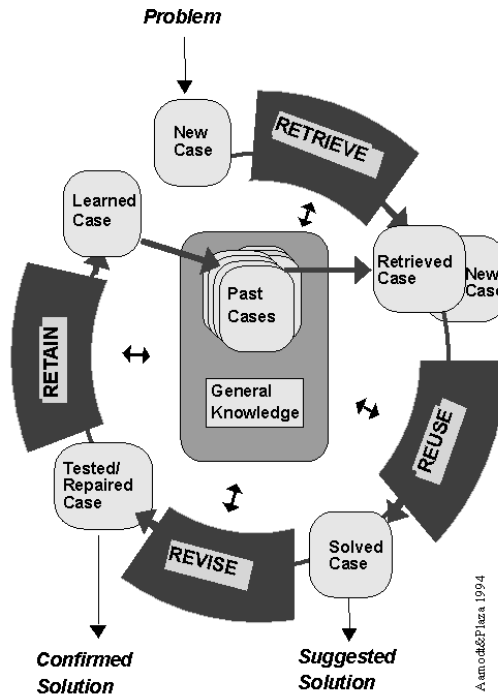 Problem
New
Case
RETRIEVE
Learned
Case
Retrieved
Case
New
Case
Past
Cases
RETAIN
General
Knowledge
REUSE
Tested/
Repaired
Case
REVISE
Solved
Case
Confirmed
Solution
Suggested
Solution
Aamodt&Plaza 1994